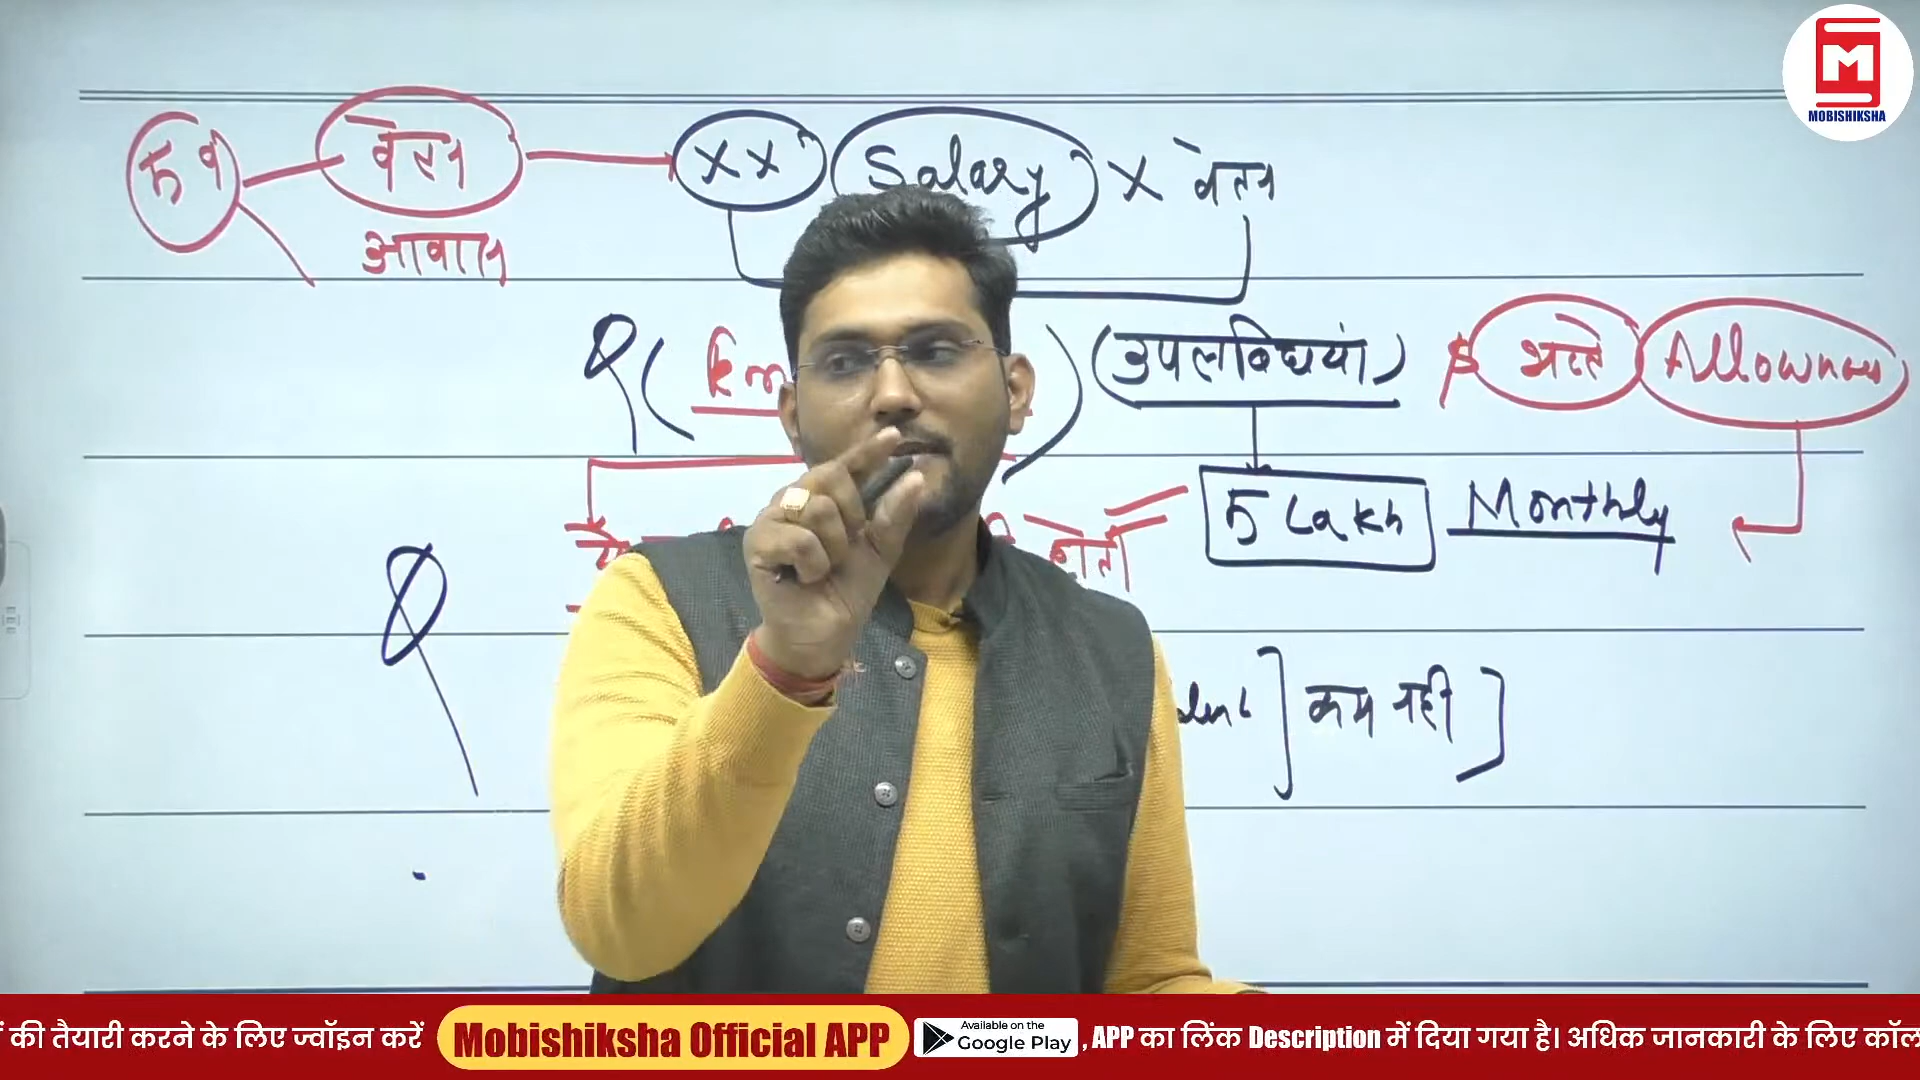 M
MOBISHIKSHA
5 व वेतन XX Salary X वेतन
आवास
( ) (उपलब्धियां) भत्ते
5 Lakh Monthly
] कम नही ]
की तैयारी करने के लिए ज्वॉइन करें Mobishiksha Official APP Available on the Google Play , APP का लिंक Description में दिया गया है। अधिक जानकारी के लिए कॉल